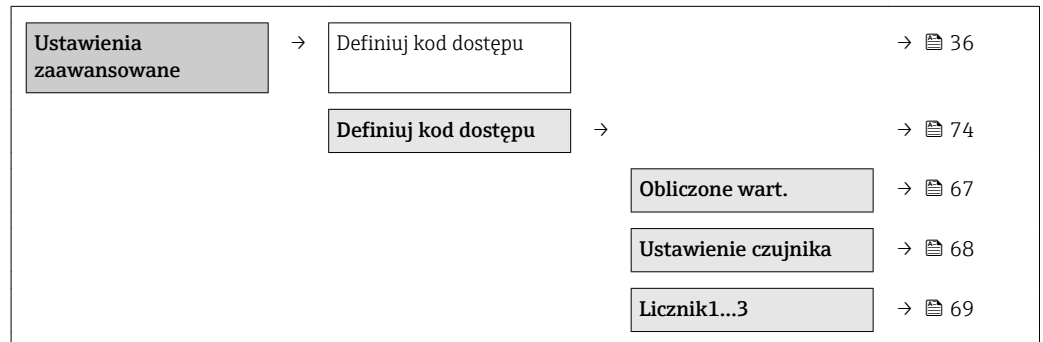 Ustawienia zaawansowane → Definiuj kod dostępu → 36
Definiuj kod dostępu → → 74
Obliczone wart. → 67
Ustawienie czujnika → 68
Licznik1...3 → 69